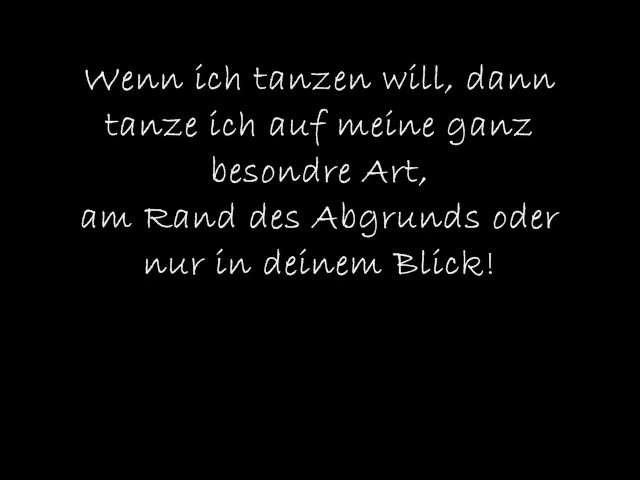 Wenn ich tanzen will, dann
tanze ich auf meine ganz
besondre Art,
am Rand des Abgrunds oder
nur in deinem Blick!